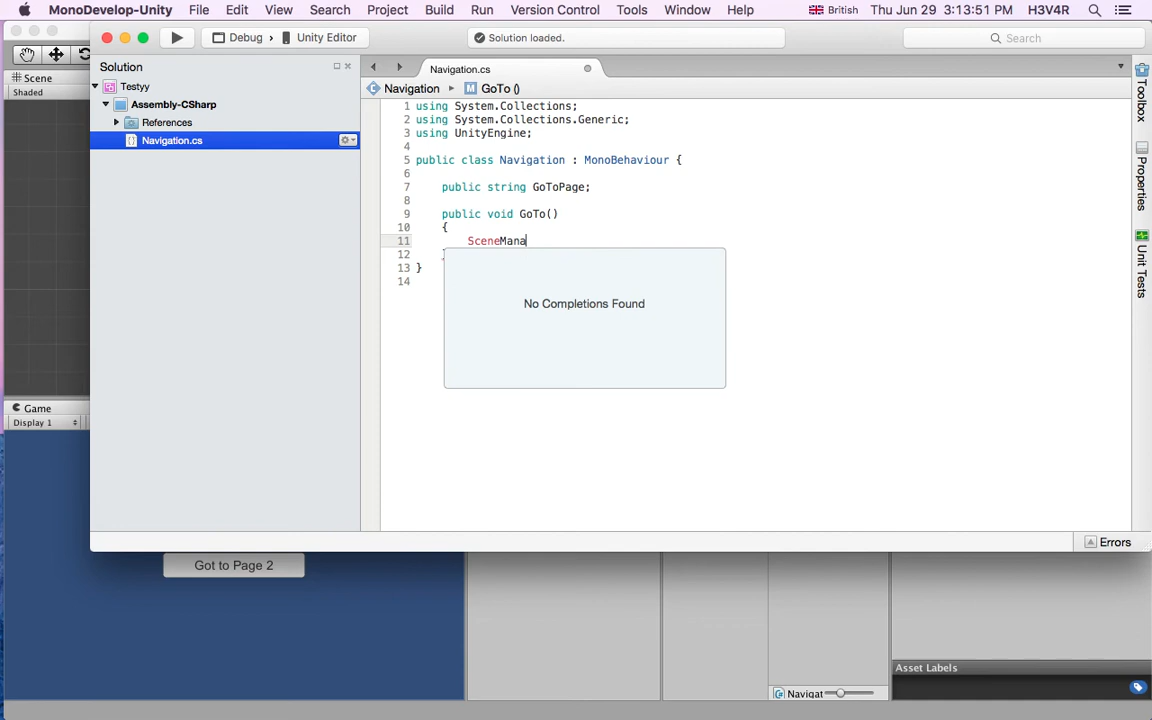 MonoDevelop-Unity File Edit View Search Project Build Run Version Control Tools Window Help British Thu Jun 29 3:13:51 PM H3V4R
Debug Unity Editor Solution loaded. Search
Solution
Navigation.cs
Scene
Shaded
Testyy
Assembly-CSharp
References
Navigation.cs
Navigation GoTo ()
1 using System.Collections;
2 using System.Collections.Generic;
3 using UnityEngine;
4
5 public class Navigation : MonoBehaviour {
6
7 public string GoToPage;
8
9 public void GoTo()
10 {
11 SceneMana
12
13 }
14
No Completions Found
Toolbox
Properties
Unit Tests
Game
Display 1
Errors
Got to Page 2
Asset Labels
Navigat